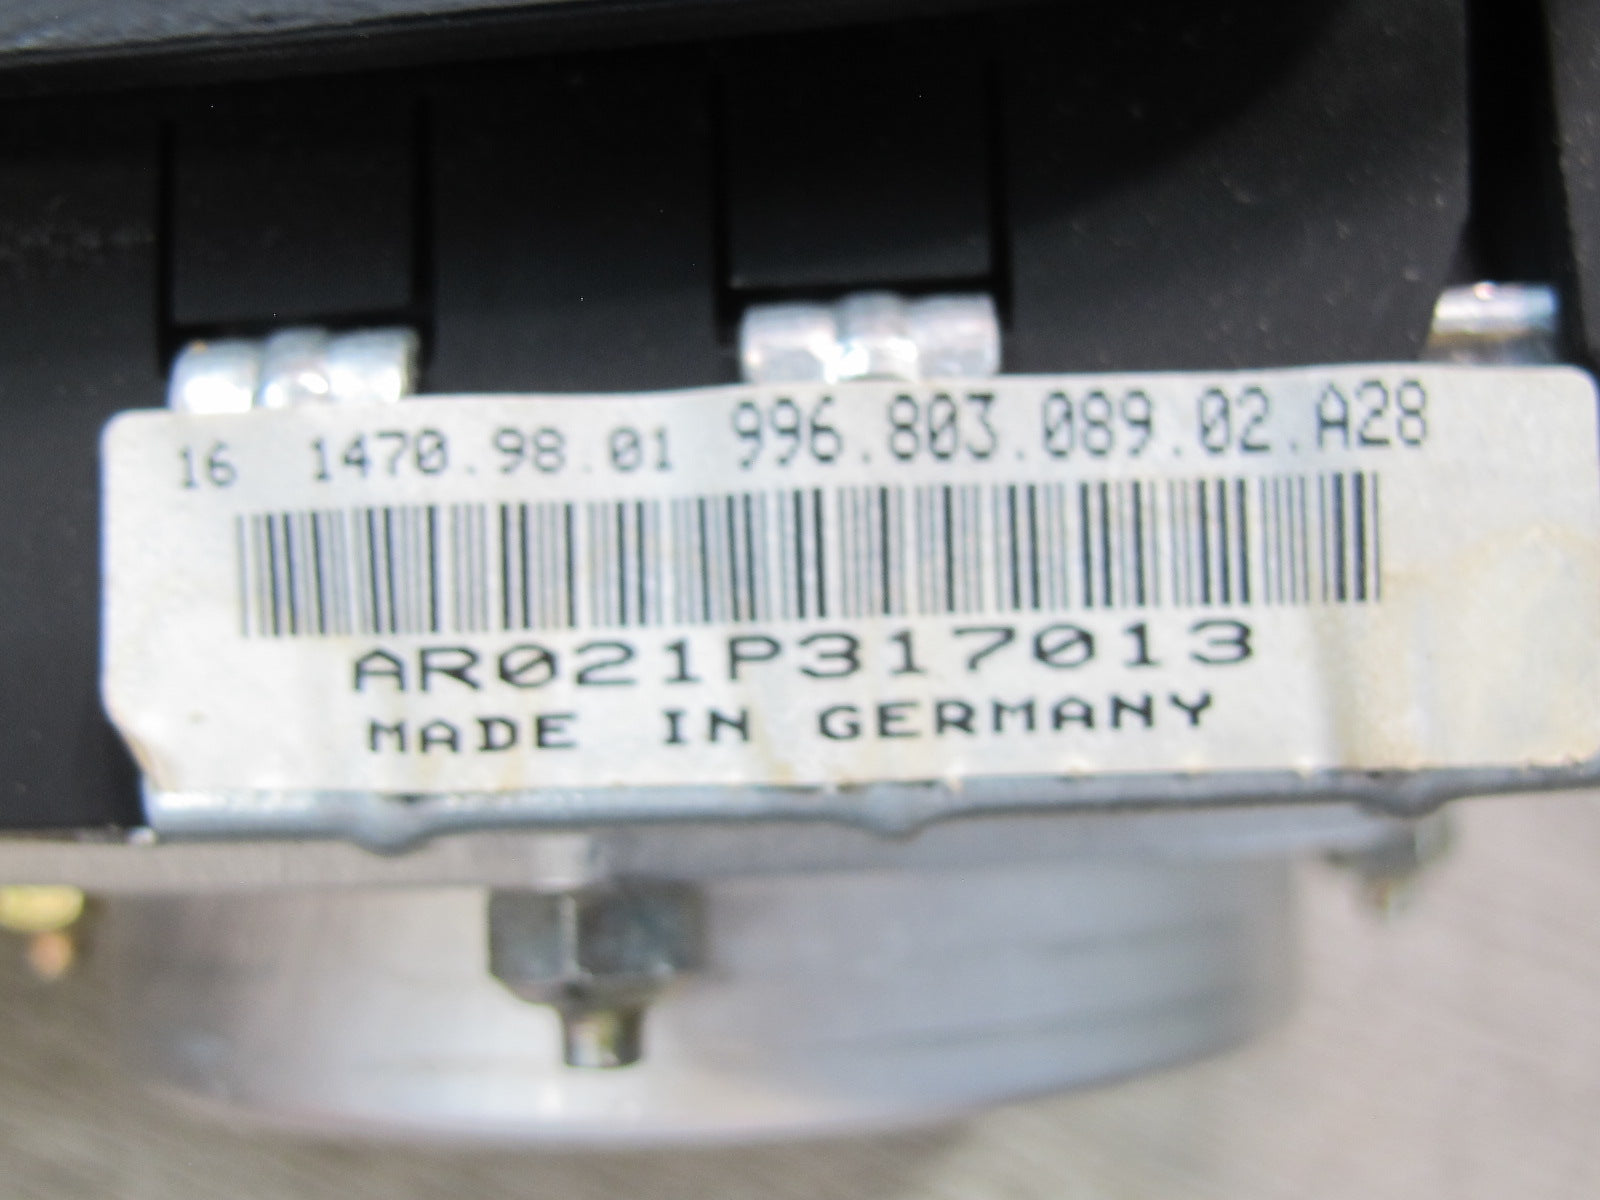 16 1470.98.01 996.803.089.02.A28
AR021P317013
MADE IN GERMANY